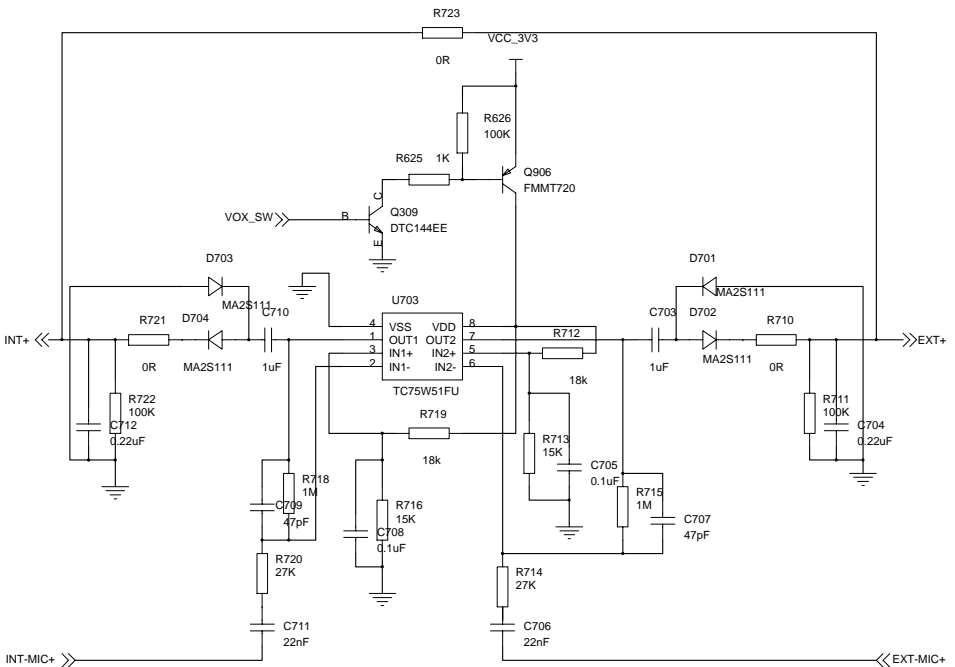 R723
0R
VCC_3V3
R626
100K
R625 1K
Q906
FMMT720
VOX_SW
B
C
E
Q309
DTC144EE
D703
MA2S111
D701
MA2S111
U703
C710
1uF
C703
1uF
INT+
R721
0R
D704
MA2S111
4 VSS VDD 8
1 OUT1 OUT2 7
3 IN1+ IN2+ 5
2 IN1- IN2- 6
TC75W51FU
R712
18k
D702
MA2S111
R710
0R
EXT+
R722
100K
C712
0.22uF
R719
18k
R711
100K
C704
0.22uF
R713
15K
C705
0.1uF
R718
1M
C709
47pF
R716
15K
C708
0.1uF
R715
1M
C707
47pF
R720
27K
R714
27K
C711
22nF
C706
22nF
INT-MIC+
EXT-MIC+